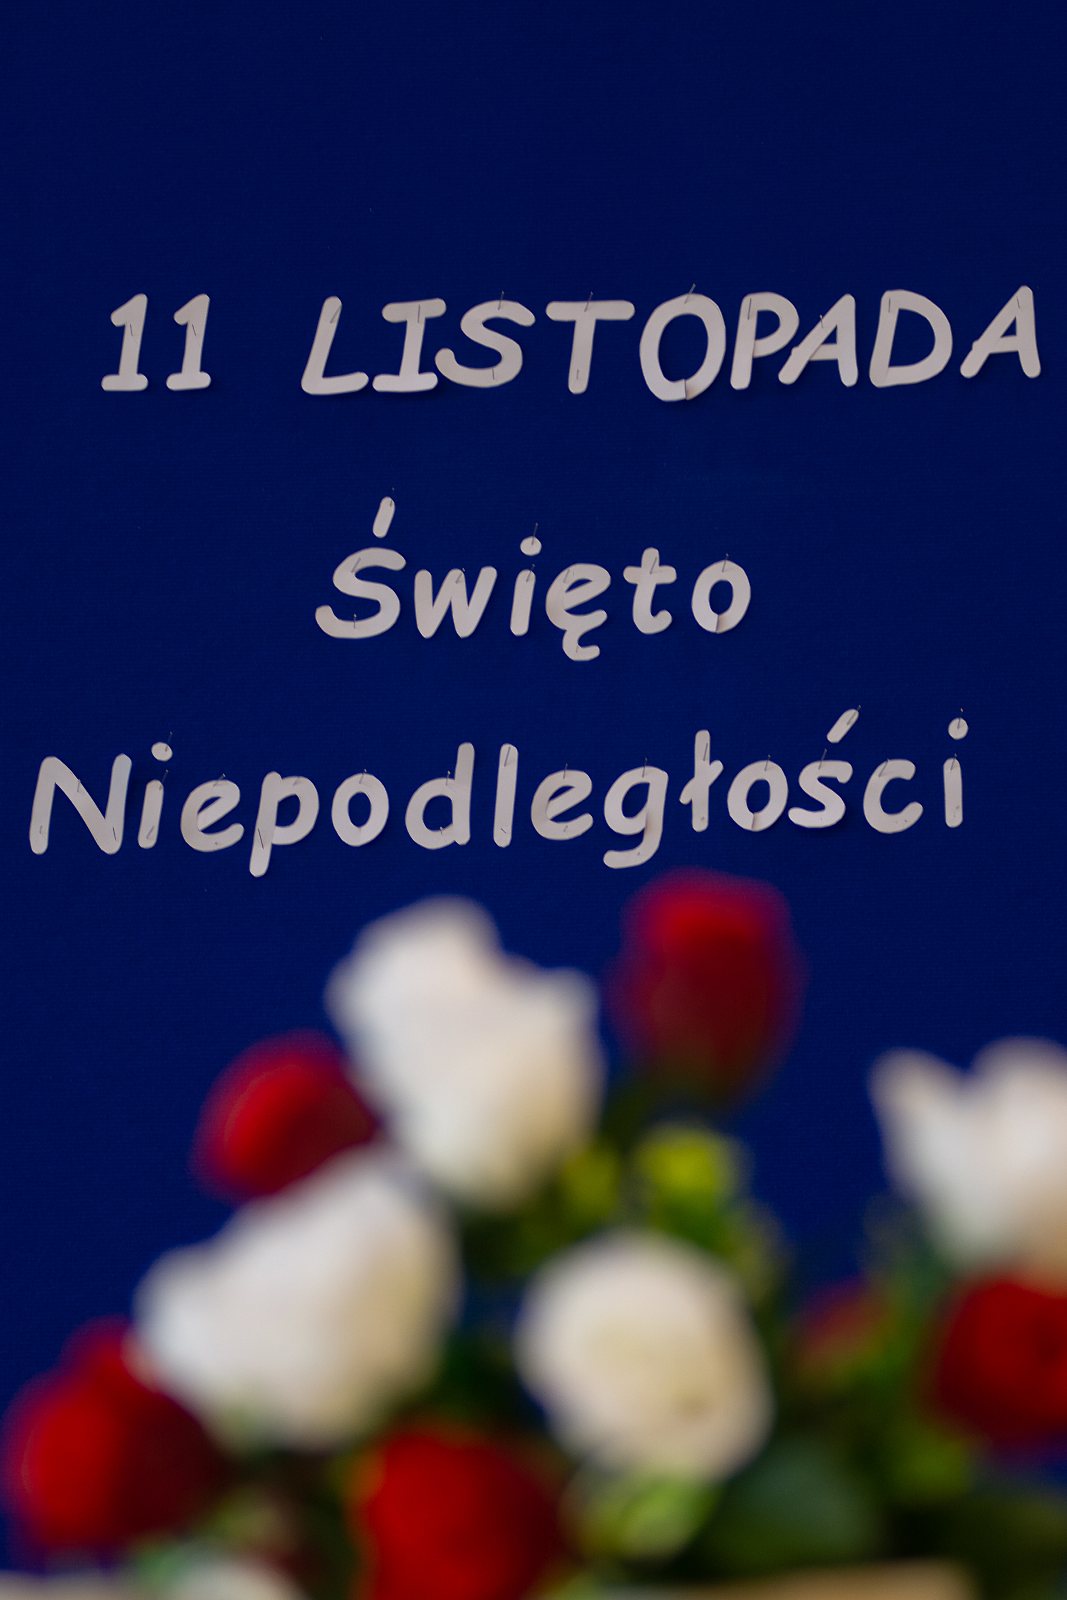 11 LISTOPADA
Święto
Niepodległości